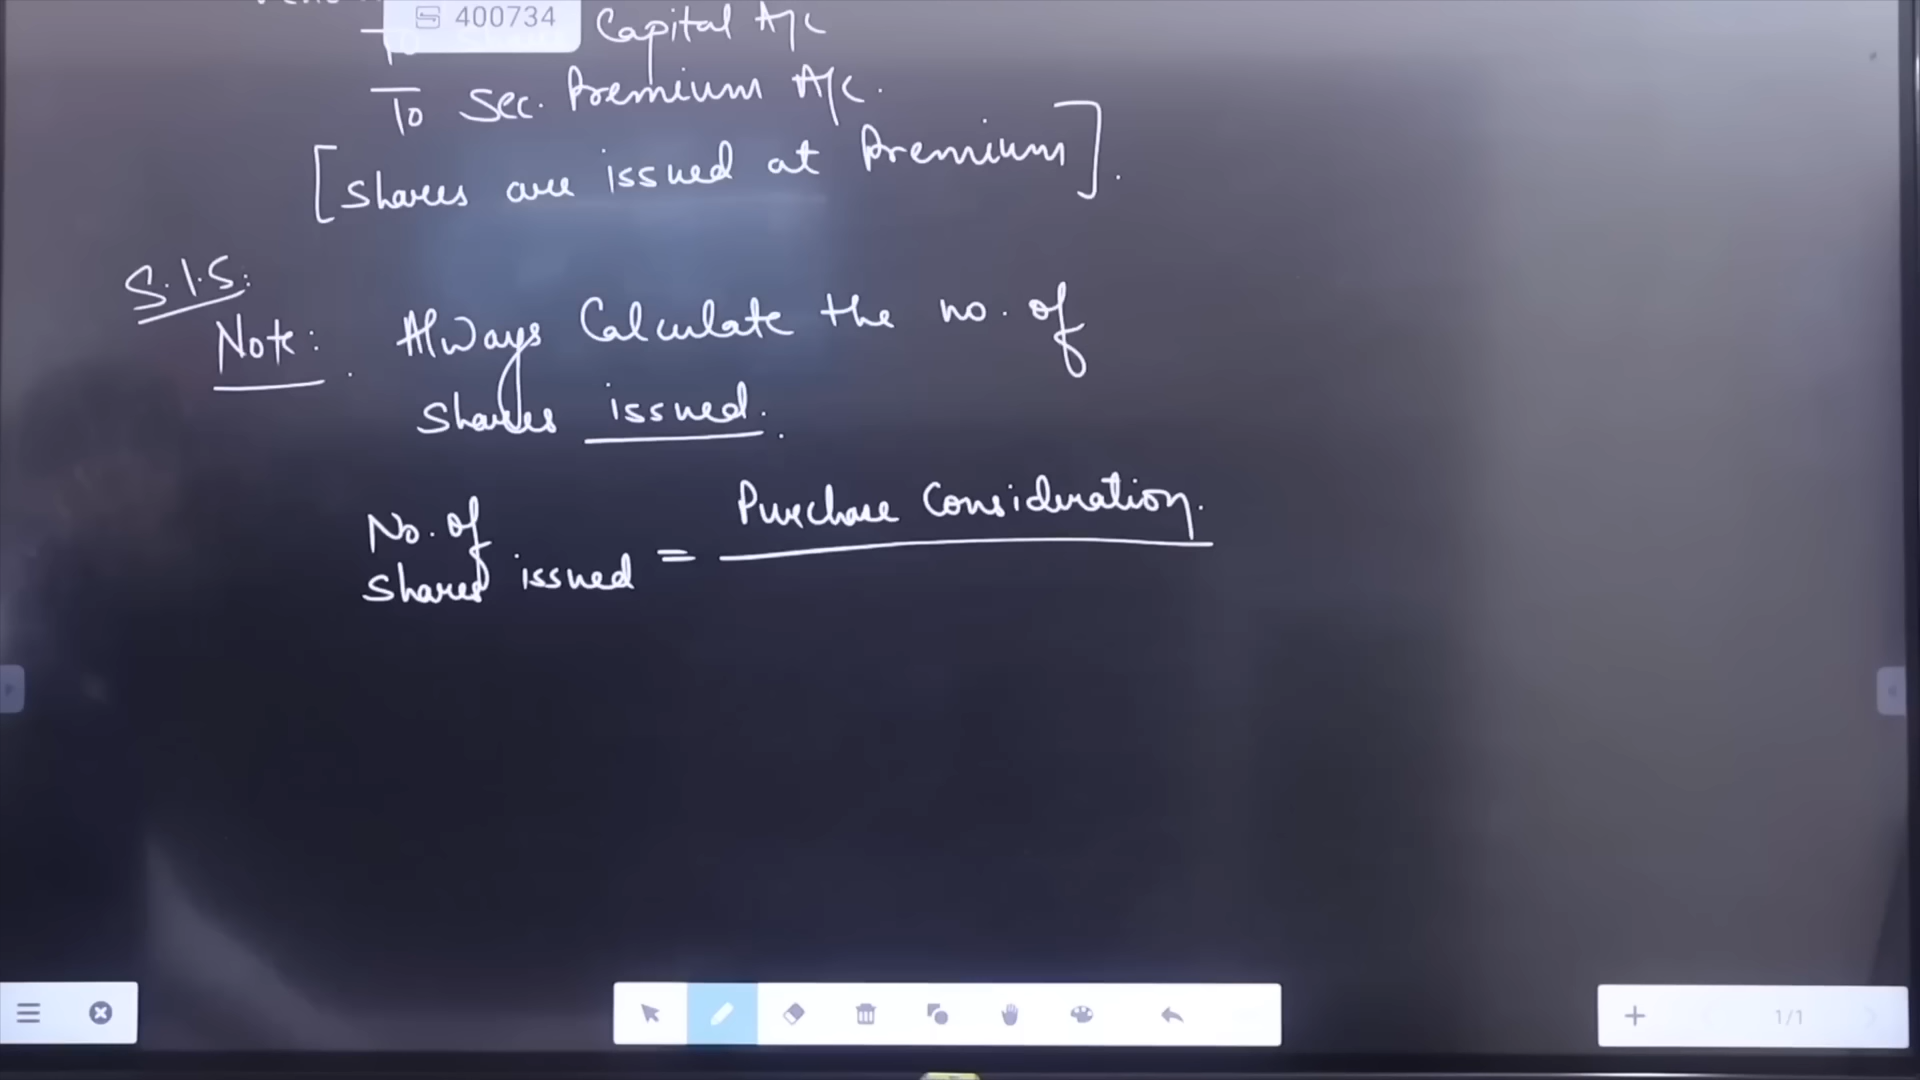 400734
Capital A/c
To Sec. Premium A/c.
[Shares are issued at Premium].
S.I.S:
Note: Always Calculate the no. of
Shares issued.
Purchase Consideration.
No. of
Shares issued =
1/1